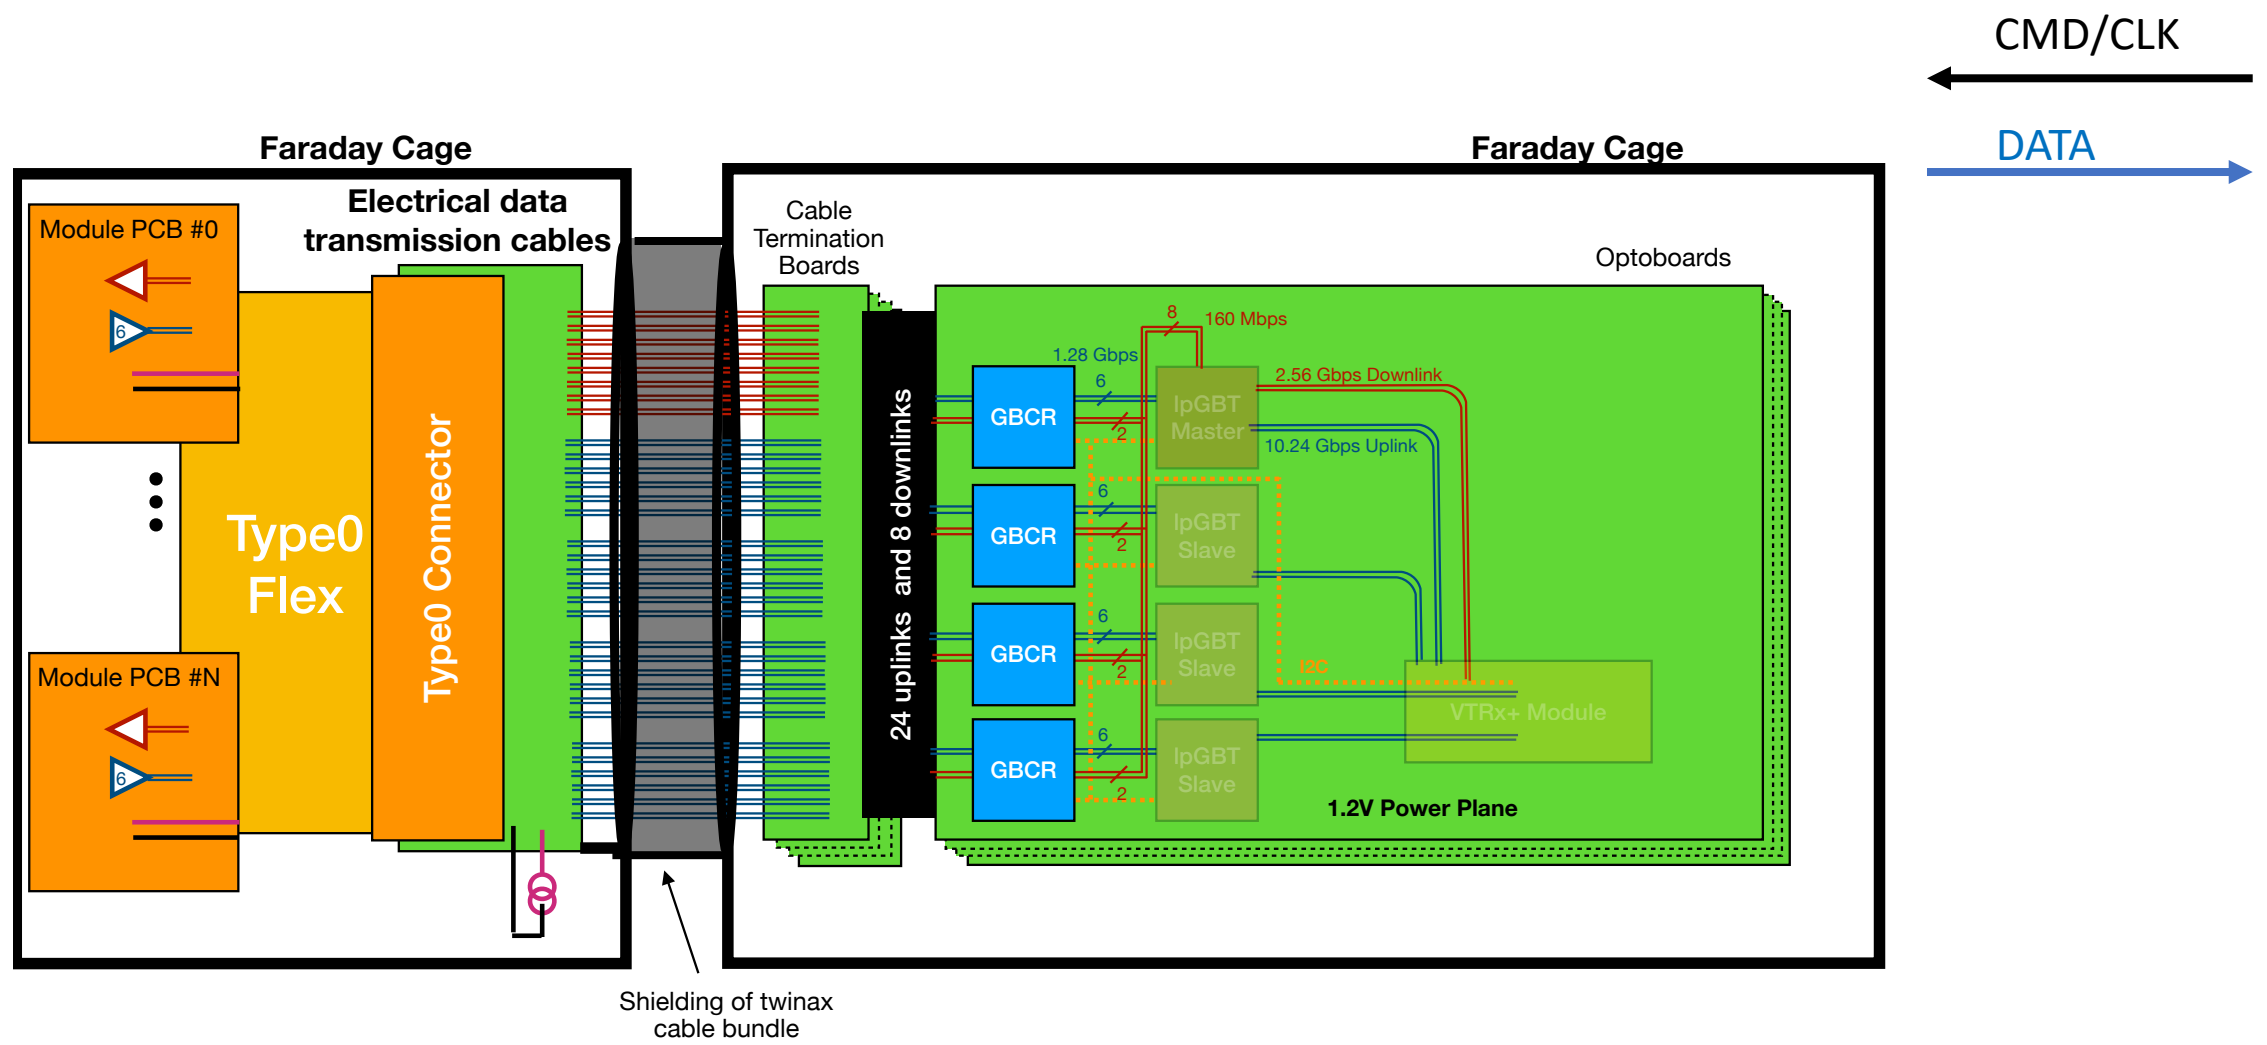 CMD/CLK
DATA
Faraday Cage
Faraday Cage
Electrical data
transmission cables
Module PCB #0
6
Cable
Termination
Boards
Optoboards
8
160 Mbps
1.28 Gbps
6
2.56 Gbps Downlink
GBCR
lpGBT
Master
2
10.24 Gbps Uplink
6
GBCR
lpGBT
Slave
2
Type0
Flex
Type0 Connector
24 uplinks and 8 downlinks
6
GBCR
lpGBT
Slave
2
I2C
VTRx+ Module
Module PCB #N
6
6
GBCR
lpGBT
Slave
2
1.2V Power Plane
Shielding of twinax
cable bundle